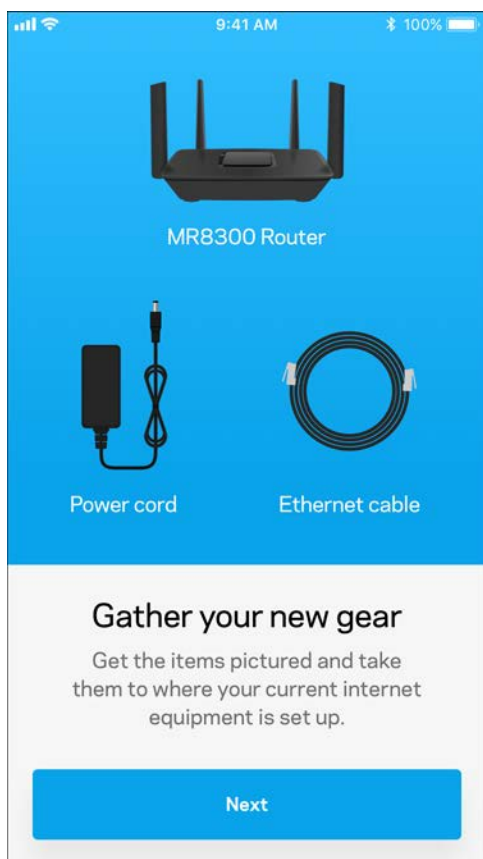 9:41 AM
100%
MR8300 Router
Power cord
Ethernet cable
Gather your new gear
Get the items pictured and take
them to where your current internet
equipment is set up.
Next